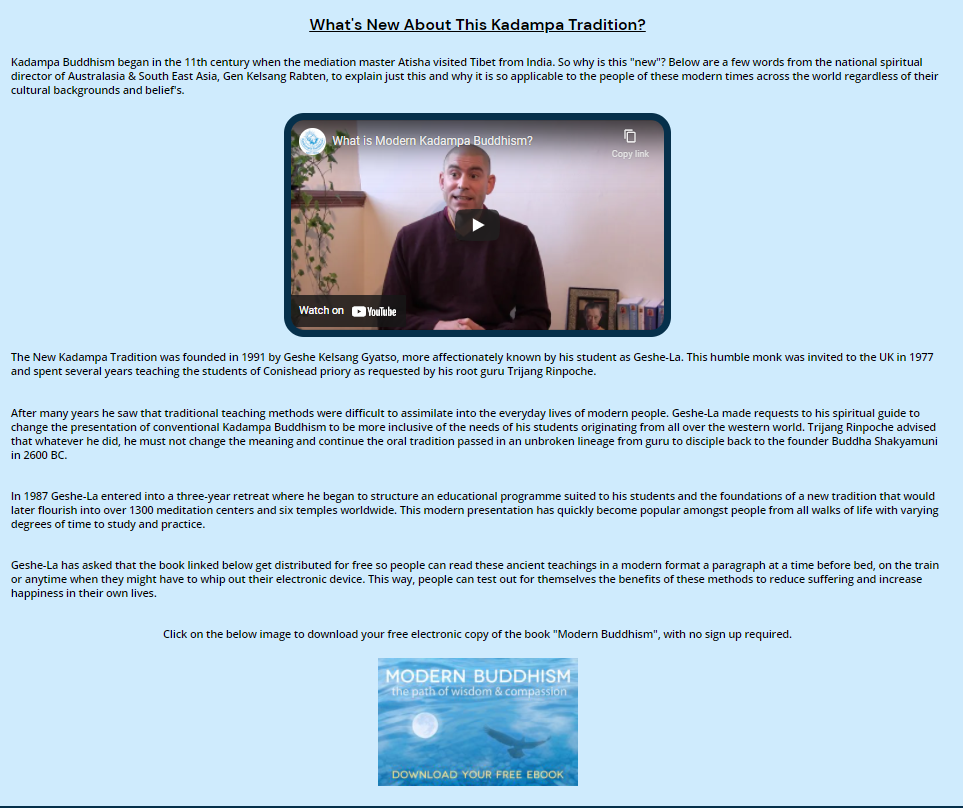 What's New About This Kadampa Tradition?
Kadampa Buddhism began in the 11th century when the mediation master Atisha visited Tibet from India. So why is this "new"? Below are a few words from the national spiritual
director of Australasia & South East Asia, Gen Kelsang Rabten, to explain just this and why it is so applicable to the people of these modern times across the world regardless of their
cultural backgrounds and belief's.
What is Modern Kadampa Buddhism?
Copy link
Watch on YouTube
The New Kadampa Tradition was founded in 1991 by Geshe Kelsang Gyatso, more affectionately known by his student as Geshe-La. This humble monk was invited to the UK in 1977
and spent several years teaching the students of Conishead priory as requested by his root guru Trijang Rinpoche.
After many years he saw that traditional teaching methods were difficult to assimilate into the everyday lives of modern people. Geshe-La made requests to his spiritual guide to
change the presentation of conventional Kadampa Buddhism to be more inclusive of the needs of his students originating from all over the western world. Trijang Rinpoche advised
that whatever he did, he must not change the meaning and continue the oral tradition passed in an unbroken lineage from guru to disciple back to the founder Buddha Shakyamuni
in 2600 BC.
In 1987 Geshe-La entered into a three-year retreat where he began to structure an educational programme suited to his students and the foundations of a new tradition that would
later flourish into over 1300 meditation centers and six temples worldwide. This modern presentation has quickly become popular amongst people from all walks of life with varying
degrees of time to study and practice.
Geshe-La has asked that the book linked below get distributed for free so people can read these ancient teachings in a modern format a paragraph at a time before bed, on the train
or anytime when they might have to whip out their electronic device. This way, people can test out for themselves the benefits of these methods to reduce suffering and increase
happiness in their own lives.
Click on the below image to download your free electronic copy of the book "Modern Buddhism", with no sign up required.
MODERN BUDDHISM
the path of wisdom & compassion
DOWNLOAD YOUR FREE EBOOK